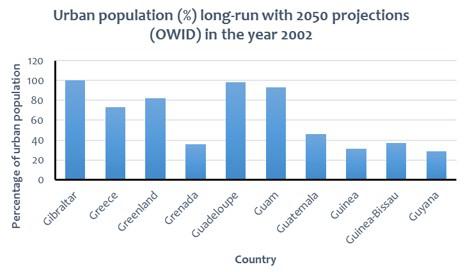 Urban population (%) long-run with 2050 projections
(OWID) in the year 2002
Percentage of urban population
120
100
80
60
40
20
0
Gibraltar
Greece
Greenland
Grenada
Guadeloupe
Guam
Guatemala
Guinea
Guinea-Bissau
Guyana
Country